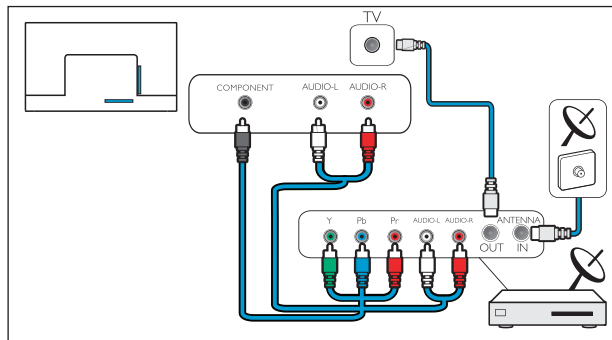 TV
COMPONENT AUDIO-L AUDIO-R
Y Pb Pr AUDIO-L AUDIO-R ANTENNA
OUT IN